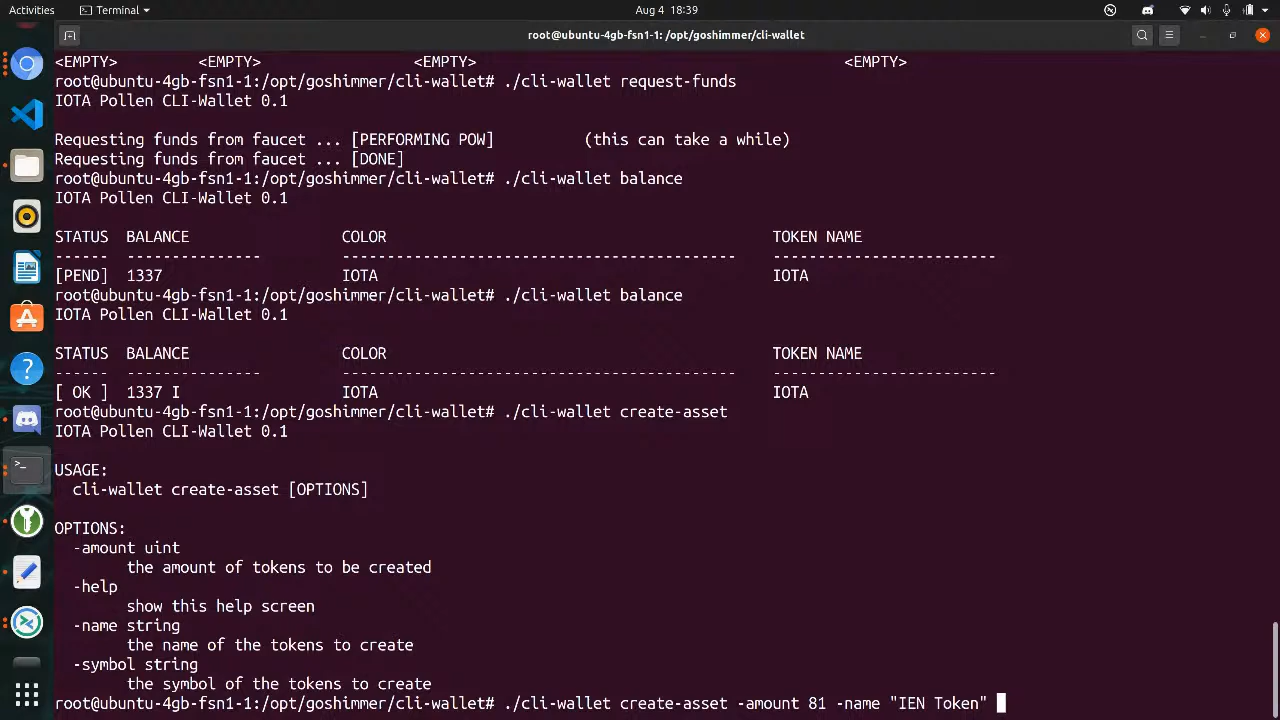 Activities Terminal Aug 4 18:39
root@ubuntu-4gb-fsn1-1: /opt/goshimmer/cli-wallet
<EMPTY> <EMPTY> <EMPTY> <EMPTY>
root@ubuntu-4gb-fsn1-1:/opt/goshimmer/cli-wallet# ./cli-wallet request-funds
IOTA Pollen CLI-Wallet 0.1
Requesting funds from faucet ... [PERFORMING POW] (this can take a while)
Requesting funds from faucet ... [DONE]
root@ubuntu-4gb-fsn1-1:/opt/goshimmer/cli-wallet# ./cli-wallet balance
IOTA Pollen CLI-Wallet 0.1
STATUS BALANCE COLOR TOKEN NAME
------ --------------- -------------------------------------------- -------------------------
[PEND] 1337 IOTA IOTA
root@ubuntu-4gb-fsn1-1:/opt/goshimmer/cli-wallet# ./cli-wallet balance
IOTA Pollen CLI-Wallet 0.1
STATUS BALANCE COLOR TOKEN NAME
------ --------------- -------------------------------------------- -------------------------
[ OK ] 1337 I IOTA IOTA
root@ubuntu-4gb-fsn1-1:/opt/goshimmer/cli-wallet# ./cli-wallet create-asset
IOTA Pollen CLI-Wallet 0.1
USAGE:
cli-wallet create-asset [OPTIONS]
OPTIONS:
-amount uint
the amount of tokens to be created
-help
show this help screen
-name string
the name of the tokens to create
-symbol string
the symbol of the tokens to create
root@ubuntu-4gb-fsn1-1:/opt/goshimmer/cli-wallet# ./cli-wallet create-asset -amount 81 -name "IEN Token"